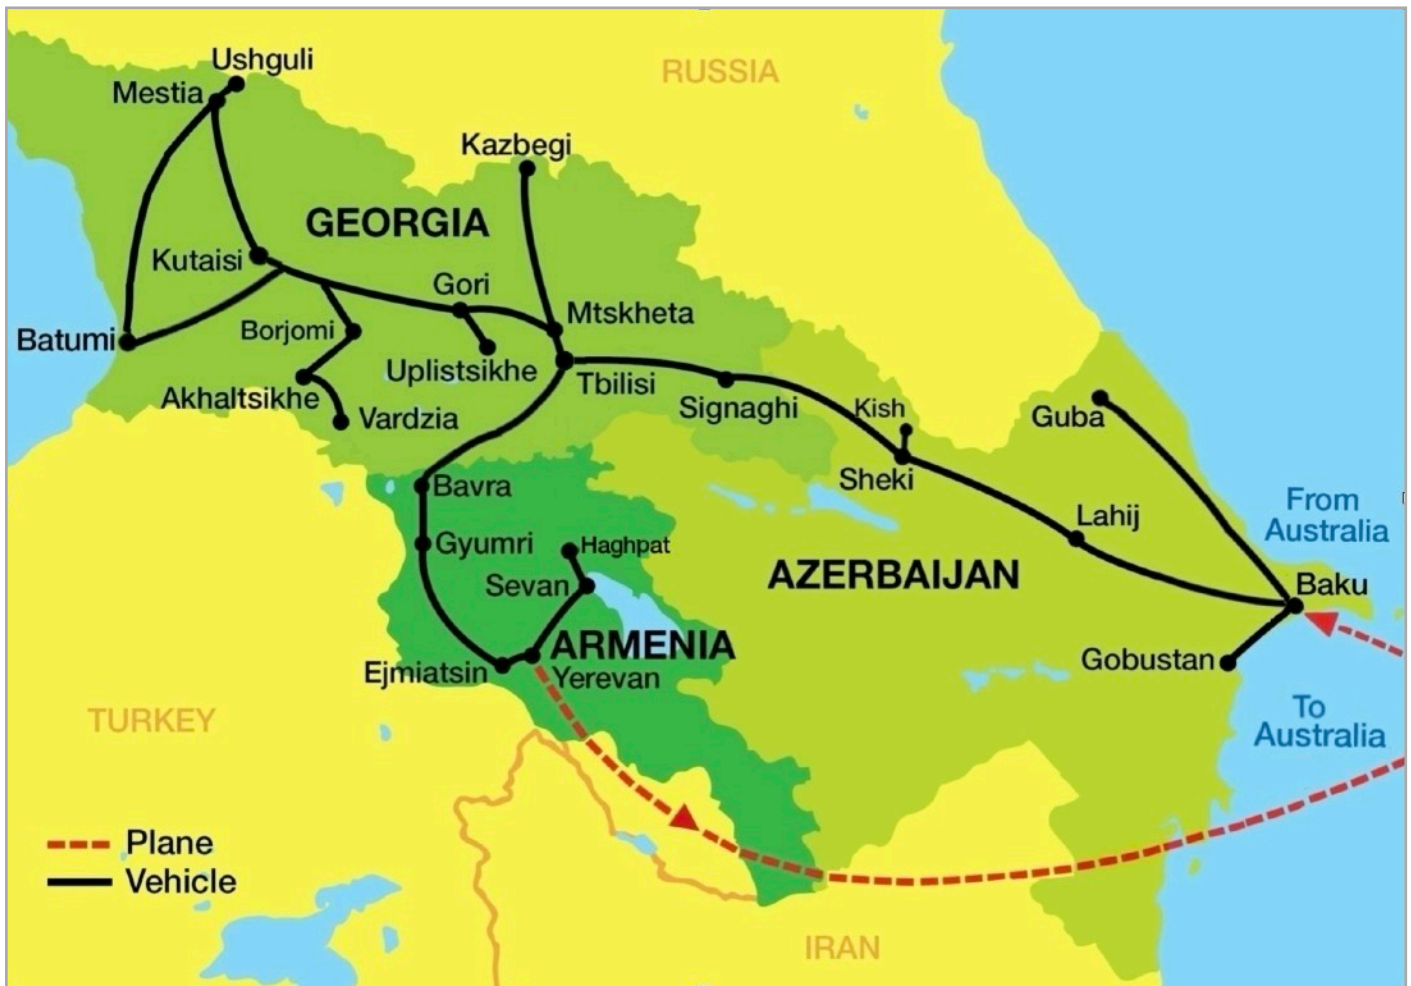 Ushguli
RUSSIA
Mestia
Kazbegi
GEORGIA
Kutaisi
Gori
Mtskheta
Borjomi
Batumi
Uplistsikhe
Tbilisi
Akhaltsikhe
Signaghi
Kish
Guba
Vardzia
Sheki
Bavra
From
Australia
Lahij
Gyumri
Haghpat
AZERBAIJAN
Sevan
Baku
ARMENIA
Gobustan
Ejmiatsin
Yerevan
TURKEY
To
Australia
Plane
Vehicle
IRAN